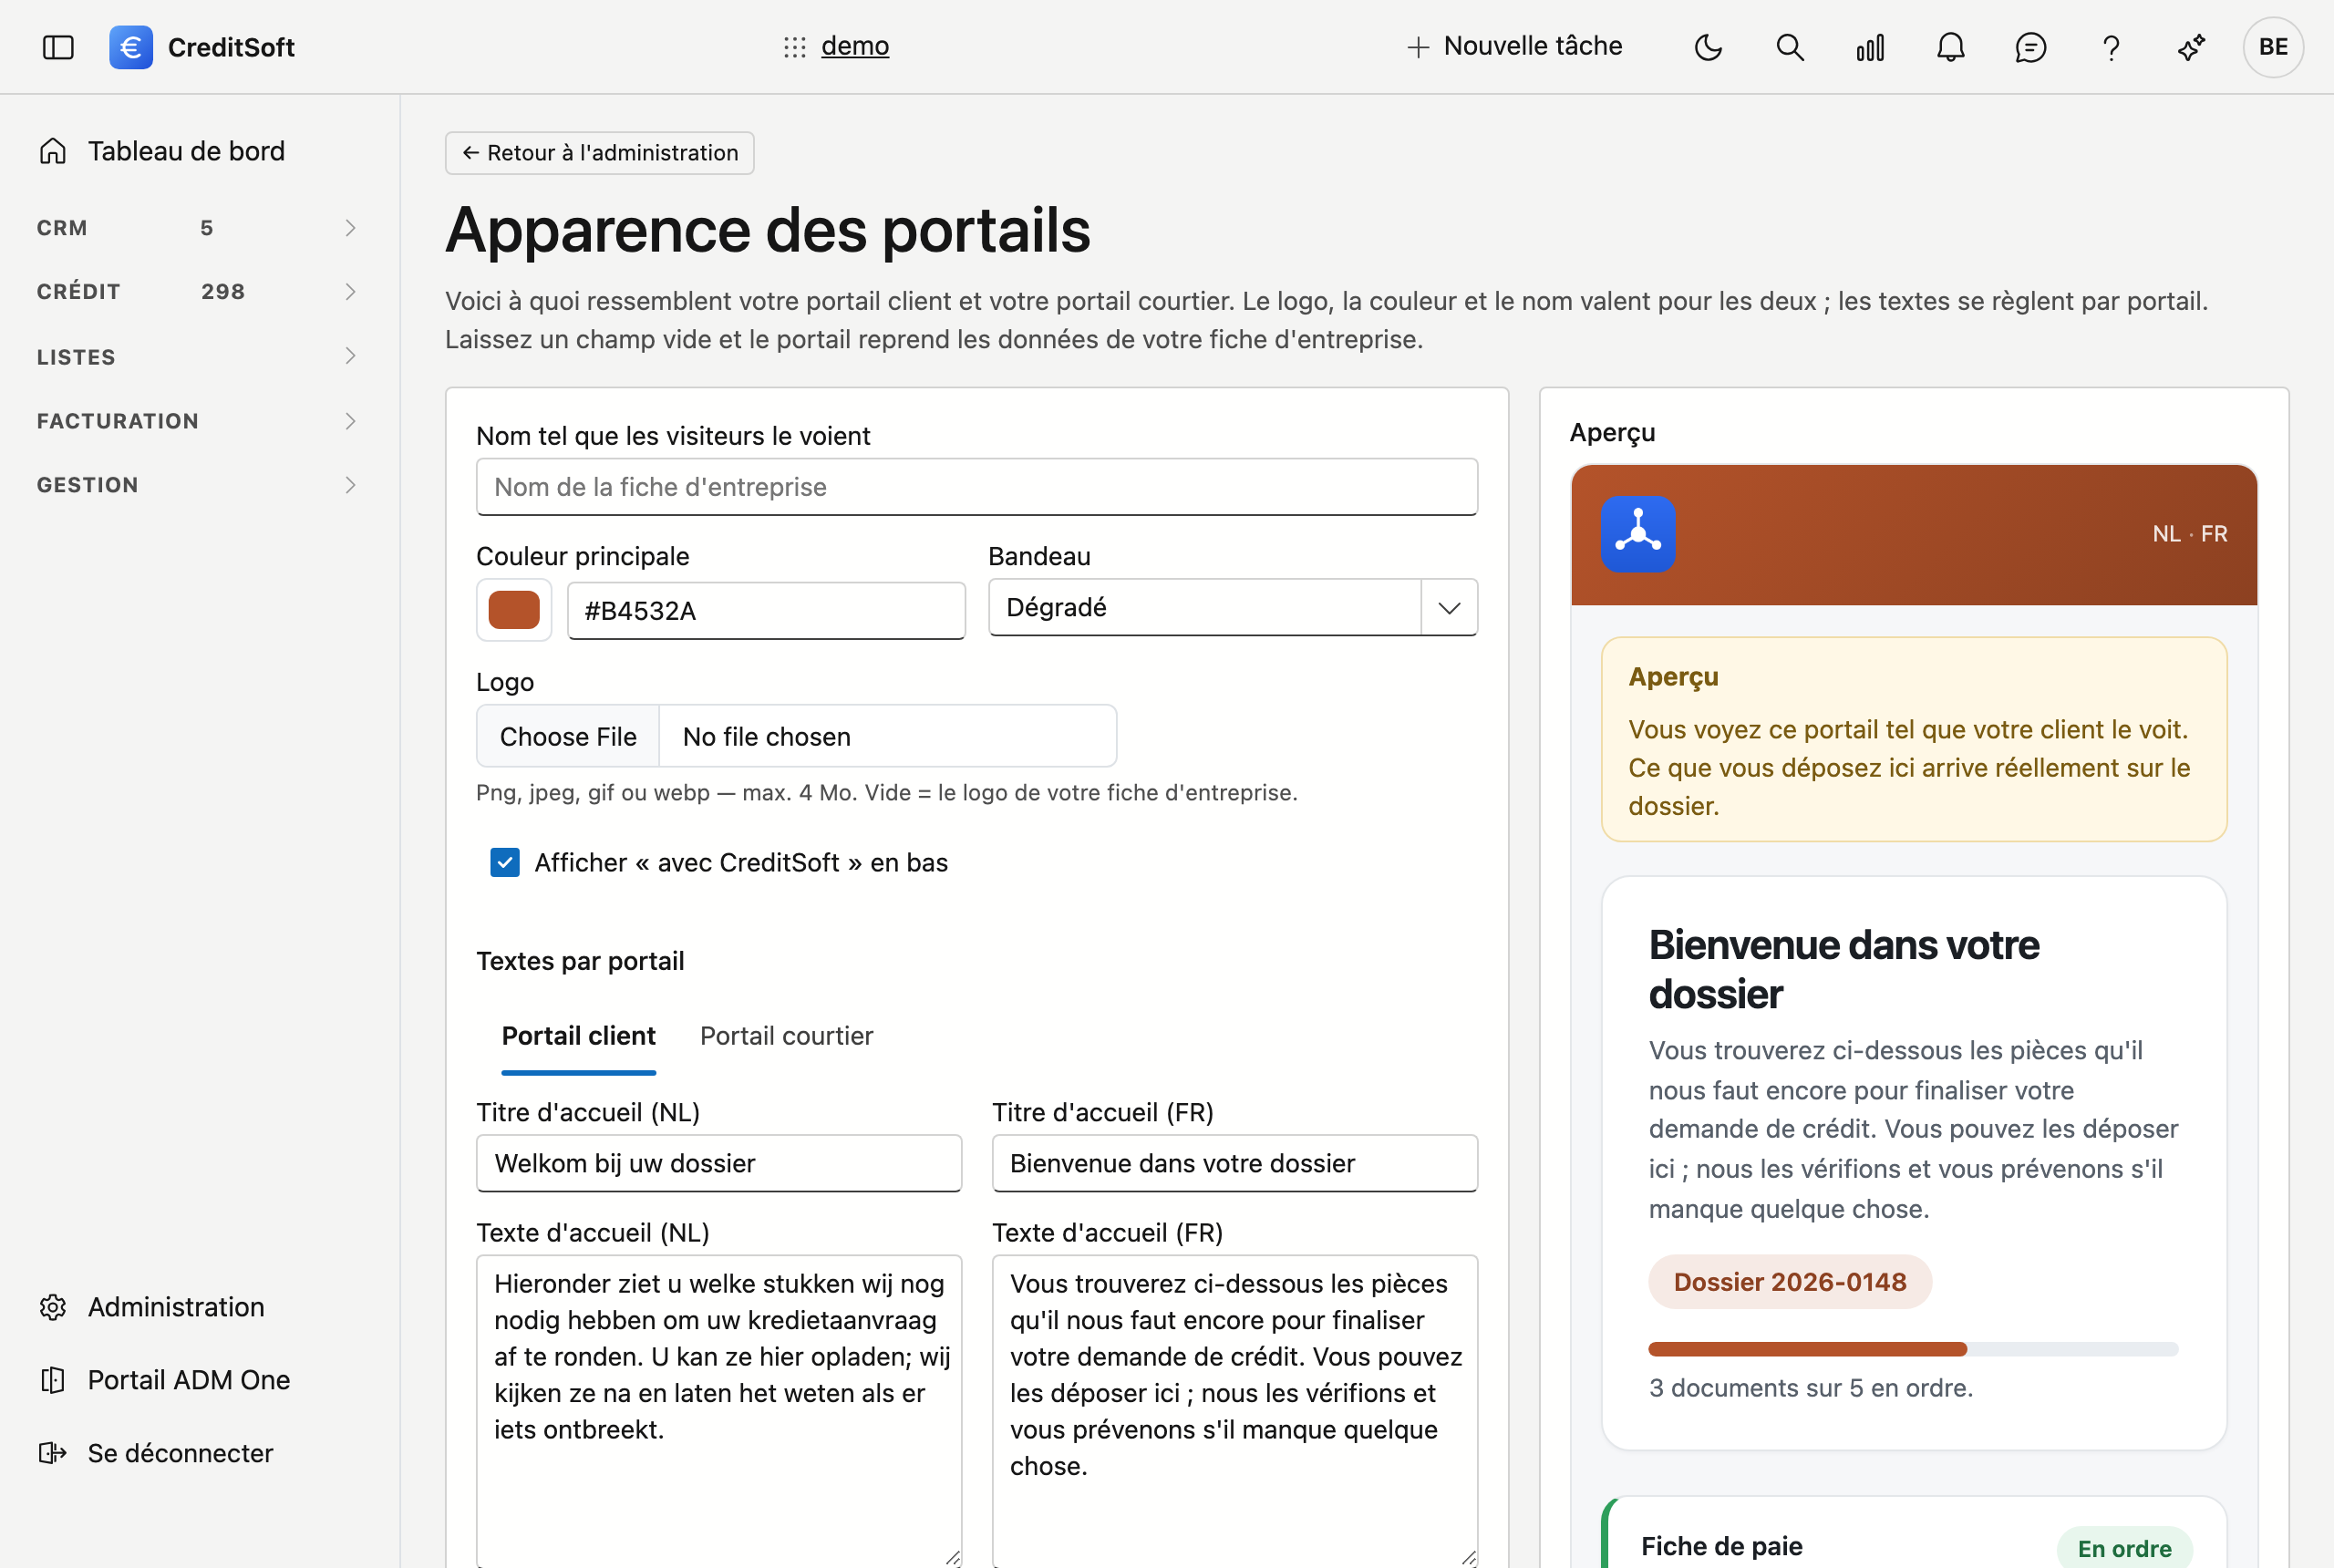 CreditSoft
demo
Nouvelle tâche
BE
Tableau de bord
CRM 5
CRÉDIT 298
LISTES
FACTURATION
GESTION
Administration
Portail ADM One
Se déconnecter
← Retour à l'administration
Apparence des portails
Voici à quoi ressemblent votre portail client et votre portail courtier. Le logo, la couleur et le nom valent pour les deux ; les textes se règlent par portail.
Laissez un champ vide et le portail reprend les données de votre fiche d'entreprise.
Nom tel que les visiteurs le voient
Nom de la fiche d'entreprise
Couleur principale
#B4532A
Bandeau
Dégradé
Logo
Choose File No file chosen
Png, jpeg, gif ou webp — max. 4 Mo. Vide = le logo de votre fiche d'entreprise.
Afficher « avec CreditSoft » en bas
Textes par portail
Portail client
Portail courtier
Titre d'accueil (NL)
Welkom bij uw dossier
Titre d'accueil (FR)
Bienvenue dans votre dossier
Texte d'accueil (NL)
Hieronder ziet u welke stukken wij nog
nodig hebben om uw kredietaanvraag
af te ronden. U kan ze hier opladen; wij
kijken ze na en laten het weten als er
iets ontbreekt.
Texte d'accueil (FR)
Vous trouverez ci-dessous les pièces
qu'il nous faut encore pour finaliser
votre demande de crédit. Vous pouvez
les déposer ici ; nous les vérifions et
vous prévenons s'il manque quelque
chose.
Aperçu
NL · FR
Aperçu
Vous voyez ce portail tel que votre client le voit.
Ce que vous déposez ici arrive réellement sur le
dossier.
Bienvenue dans votre
dossier
Vous trouverez ci-dessous les pièces qu'il
nous faut encore pour finaliser votre
demande de crédit. Vous pouvez les déposer
ici ; nous les vérifions et vous prévenons s'il
manque quelque chose.
Dossier 2026-0148
3 documents sur 5 en ordre.
Fiche de paie
En ordre